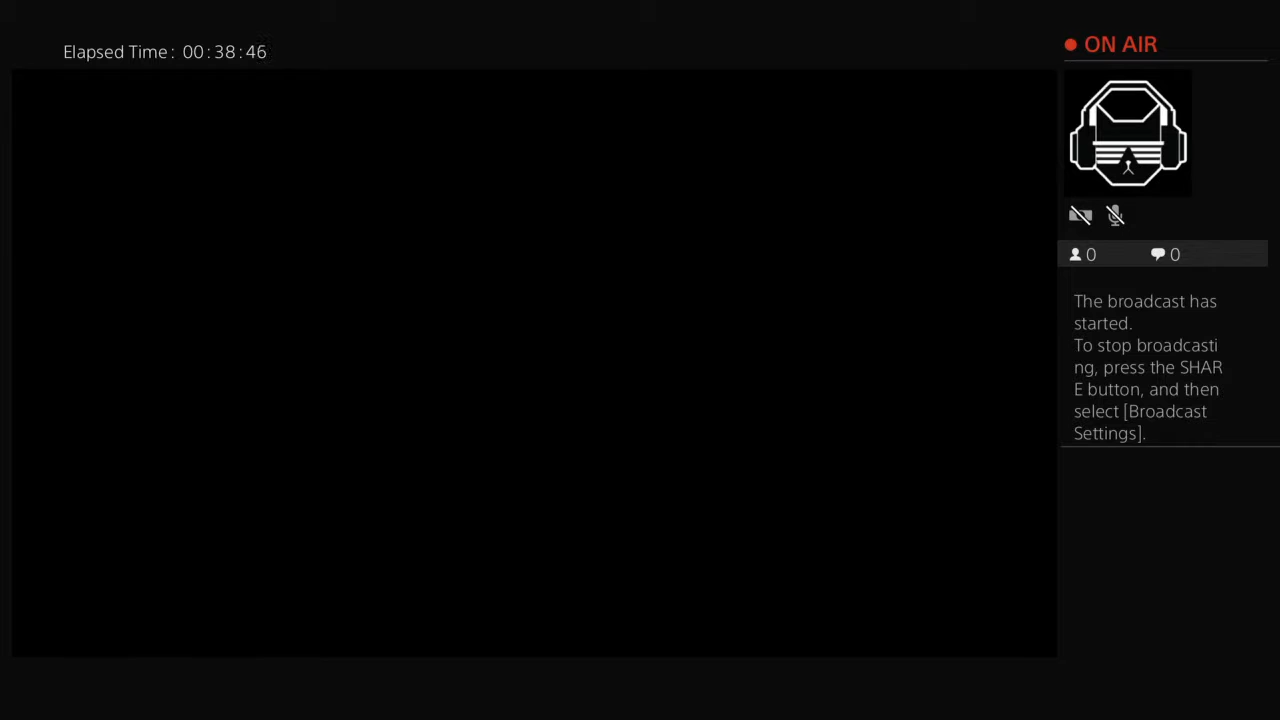 Elapsed Time: 00:38:46
ON AIR
0 0
The broadcast has
started.
To stop broadcasti
ng, press the SHAR
E button, and then
select [Broadcast
Settings].